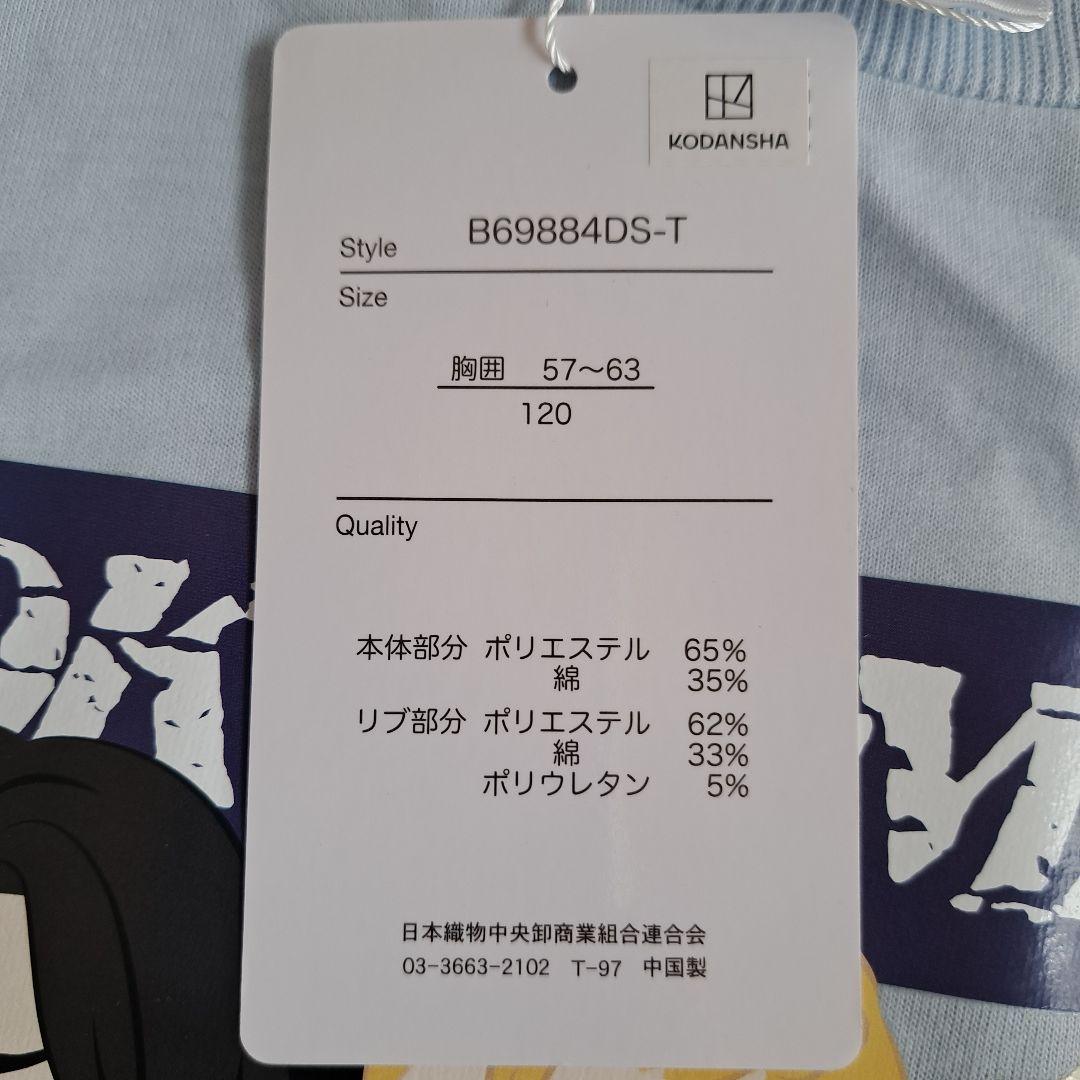 KODANSHA
Style B69884DS-T
Size
胸囲 57〜63
120
Quality
本体部分 ポリエステル 65%
綿 35%
リブ部分 ポリエステル 62%
綿 33%
ポリウレタン 5%
日本織物中央卸商業組合連合会
03-3663-2102 T-97 中国製